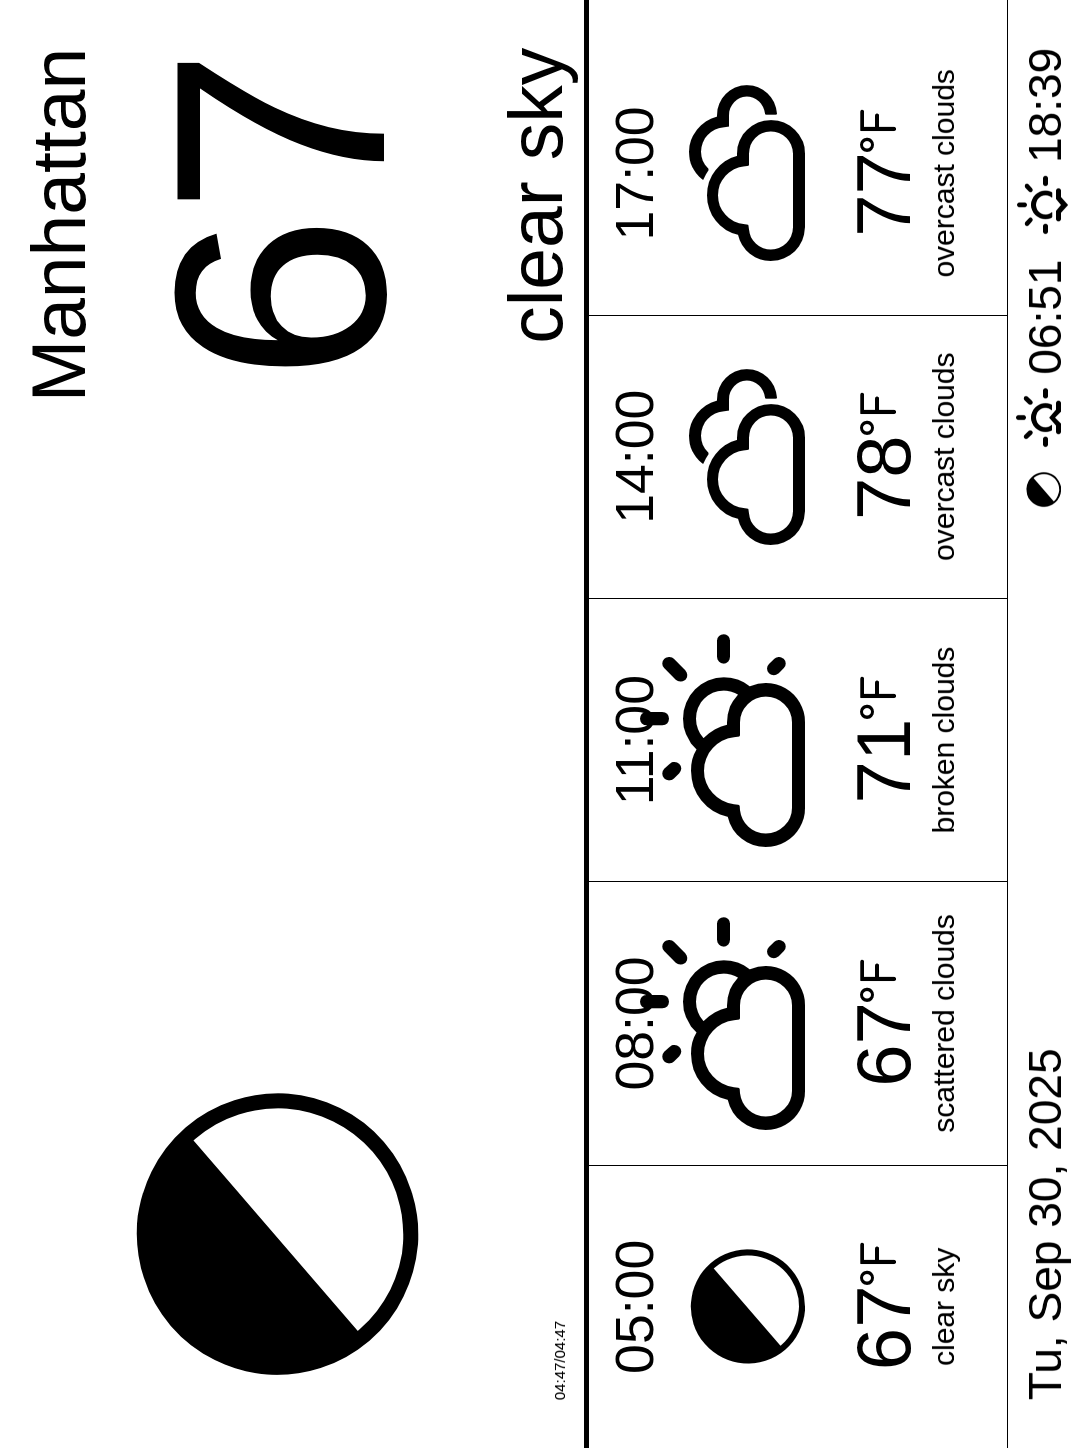 Manhattan
67
clear sky
04:47/04:47
05:00
67°F
clear sky
08:00
67°F
scattered clouds
11:00
71°F
broken clouds
14:00
78°F
overcast clouds
17:00
77°F
overcast clouds
Tu, Sep 30, 2025
06:51
18:39